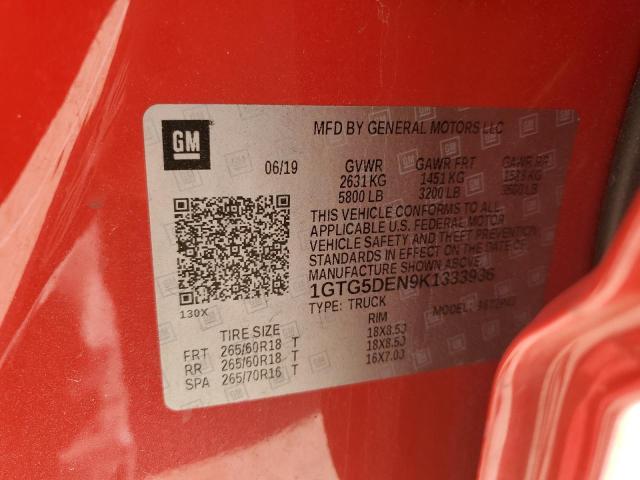 GM
MFD BY GENERAL MOTORS LLC
06/19 GVWR GAWR FRT GAWR RR
2631 KG 1451 KG
5800 LB 3200 LB
THIS VEHICLE CONFORMS TO ALL
APPLICABLE U.S. FEDERAL MOTOR
VEHICLE SAFETY AND THEFT PREVENTION
STANDARDS IN EFFECT ON THE DATE OF
MANUFACTURE SHOWN ABOVE.
1GTG5DEN9K1333936
130X
TYPE: TRUCK MODEL:
TIRE SIZE RIM
FRT 265/60R18 T 18X8.5J
RR 265/60R18 T 18X8.5J
SPA 265/70R16 T 16X7.0J